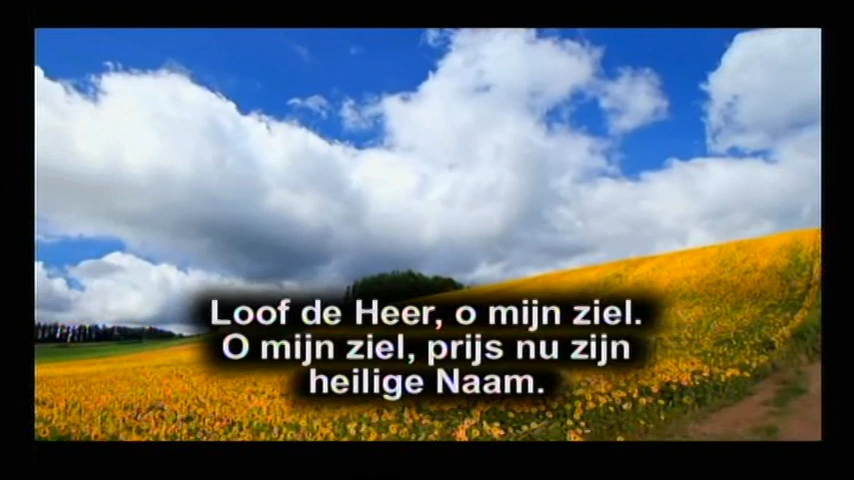 Loof de Heer, o mijn ziel.
O mijn ziel, prijs nu zijn
heilige Naam.